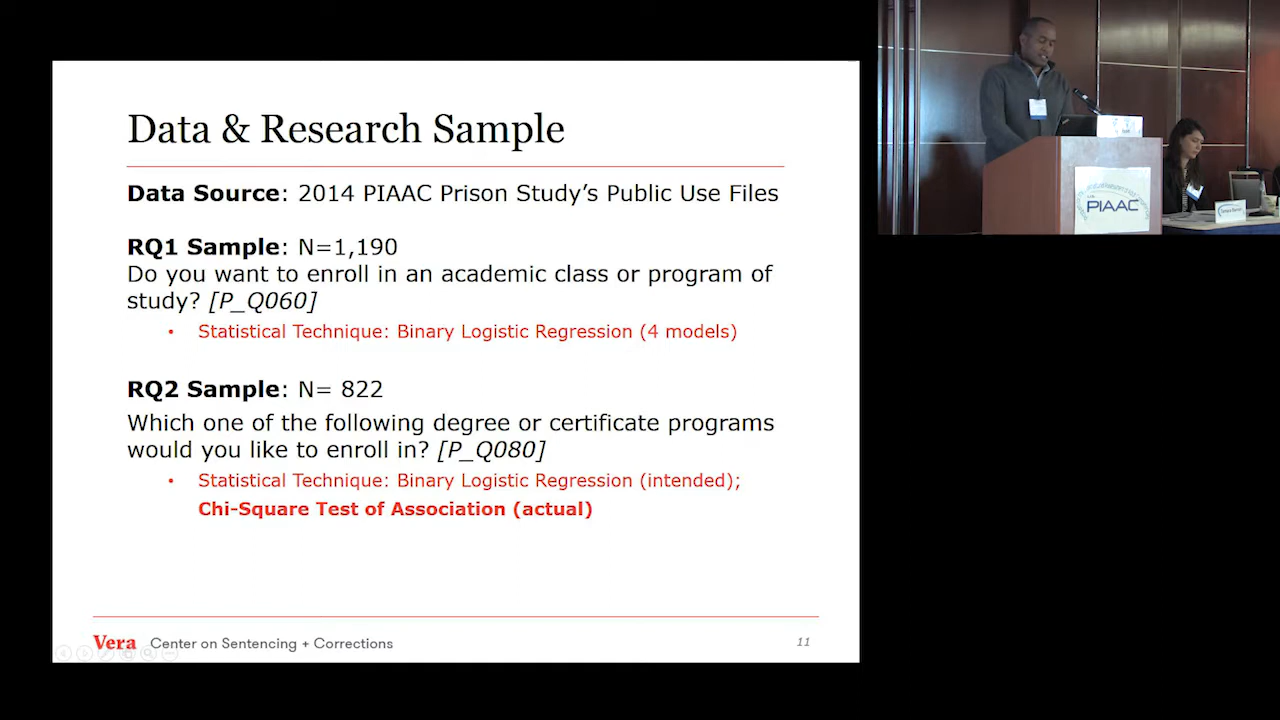 Data & Research Sample
Data Source: 2014 PIAAC Prison Study's Public Use Files
RQ1 Sample: N=1,190
Do you want to enroll in an academic class or program of
study? [P_Q060]
• Statistical Technique: Binary Logistic Regression (4 models)
RQ2 Sample: N= 822
Which one of the following degree or certificate programs
would you like to enroll in? [P_Q080]
• Statistical Technique: Binary Logistic Regression (intended);
Chi-Square Test of Association (actual)
Vera Center on Sentencing + Corrections
11
PIAAC